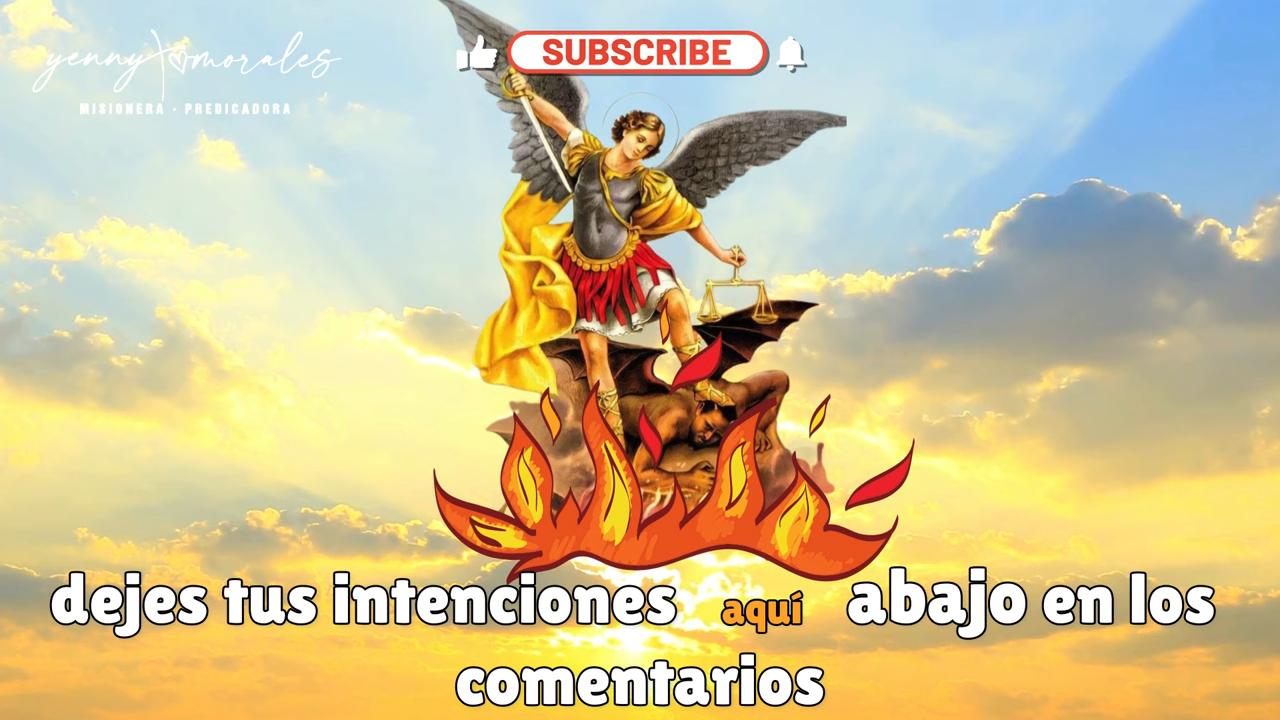 yenny morales
MISIONERA · PREDICADORA
SUBSCRIBE
dejes tus intenciones aquí abajo en los
comentarios